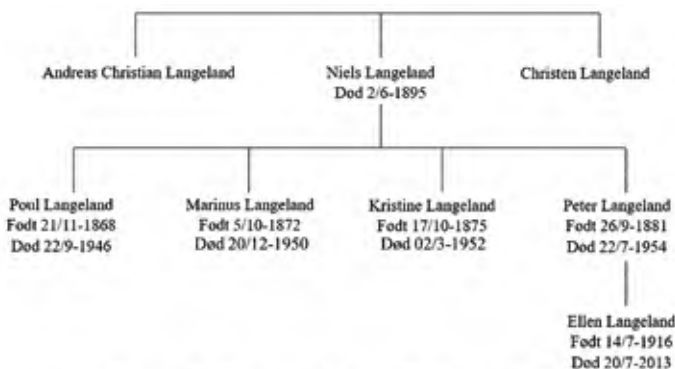 Andreas Christian Langeland
Niels Langeland
Død 2/6-1895
Christen Langeland
Poul Langeland
Født 21/11-1868
Død 22/9-1946
Marinus Langeland
Født 5/10-1872
Død 20/12-1950
Kristine Langeland
Født 17/10-1875
Død 02/3-1952
Peter Langeland
Født 26/9-1881
Død 22/7-1954
Ellen Langeland
Født 14/7-1916
Død 20/7-2013